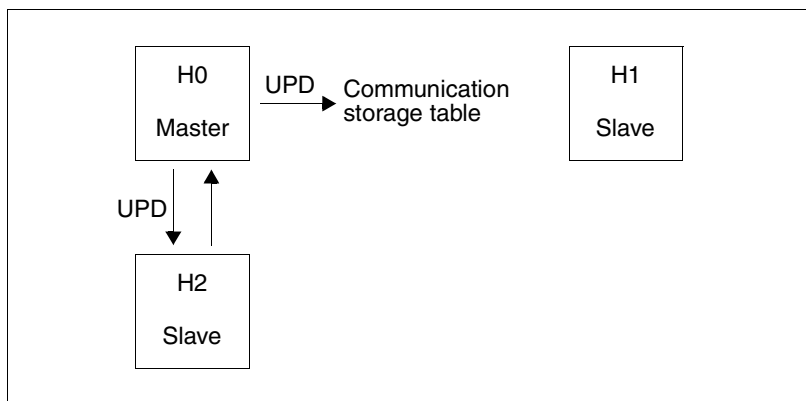 H0
Master
UPD
Communication
storage table
H1
Slave
UPD
H2
Slave